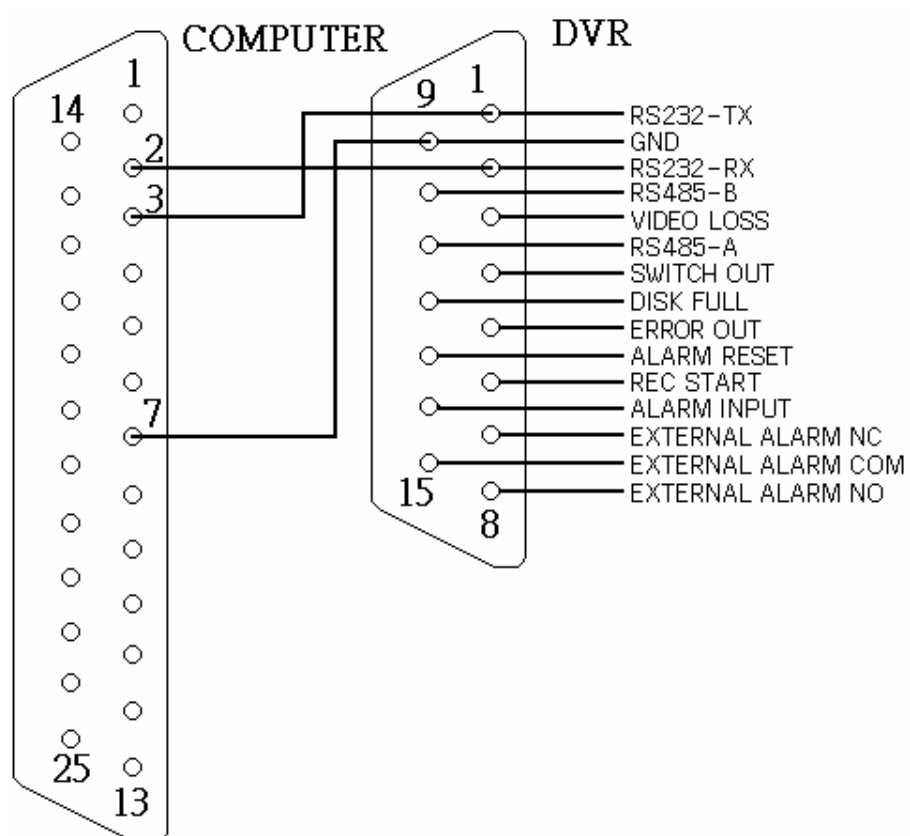 COMPUTER
DVR
1
14
2
3
7
25
13
9
1
15
8
RS232-TX
GND
RS232-RX
RS485-B
VIDEO LOSS
RS485-A
SWITCH OUT
DISK FULL
ERROR OUT
ALARM RESET
REC START
ALARM INPUT
EXTERNAL ALARM NC
EXTERNAL ALARM COM
EXTERNAL ALARM NO